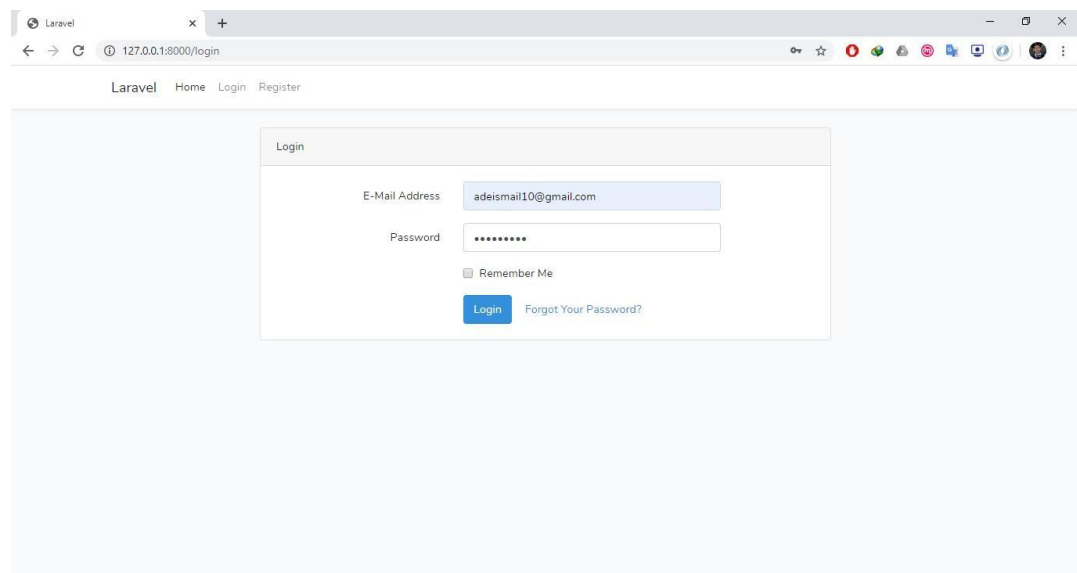 Laravel
127.0.0.1:8000/login
Laravel Home Login Register
Login
E-Mail Address adeismail10@gmail.com
Password •••••••••
Remember Me
Login Forgot Your Password?